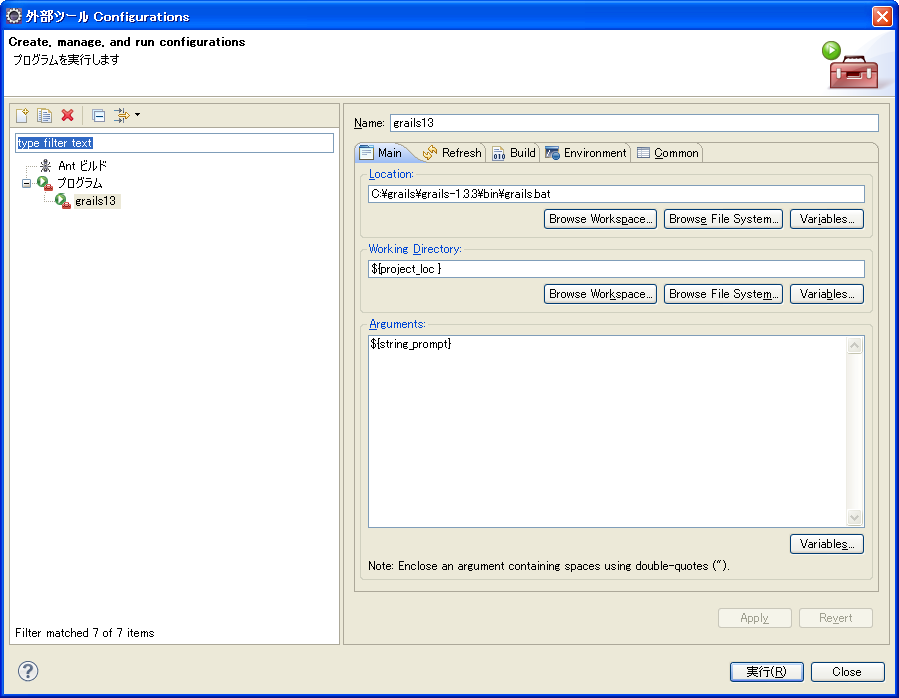 外部ツール Configurations
Create, manage, and run configurations
プログラムを実行します
type filter text
Ant ビルド
プログラム
grails13
Filter matched 7 of 7 items
Name: grails13
Main Refresh Build Environment Common
Location:
C:¥grails¥grails-1.3.3¥bin¥grails.bat
Browse Workspace... Browse File System... Variables...
Working Directory:
${project_loc }
Browse Workspace... Browse File System... Variables...
Arguments:
${string_prompt}
Variables...
Note: Enclose an argument containing spaces using double-quotes (").
Apply Revert
実行(R) Close